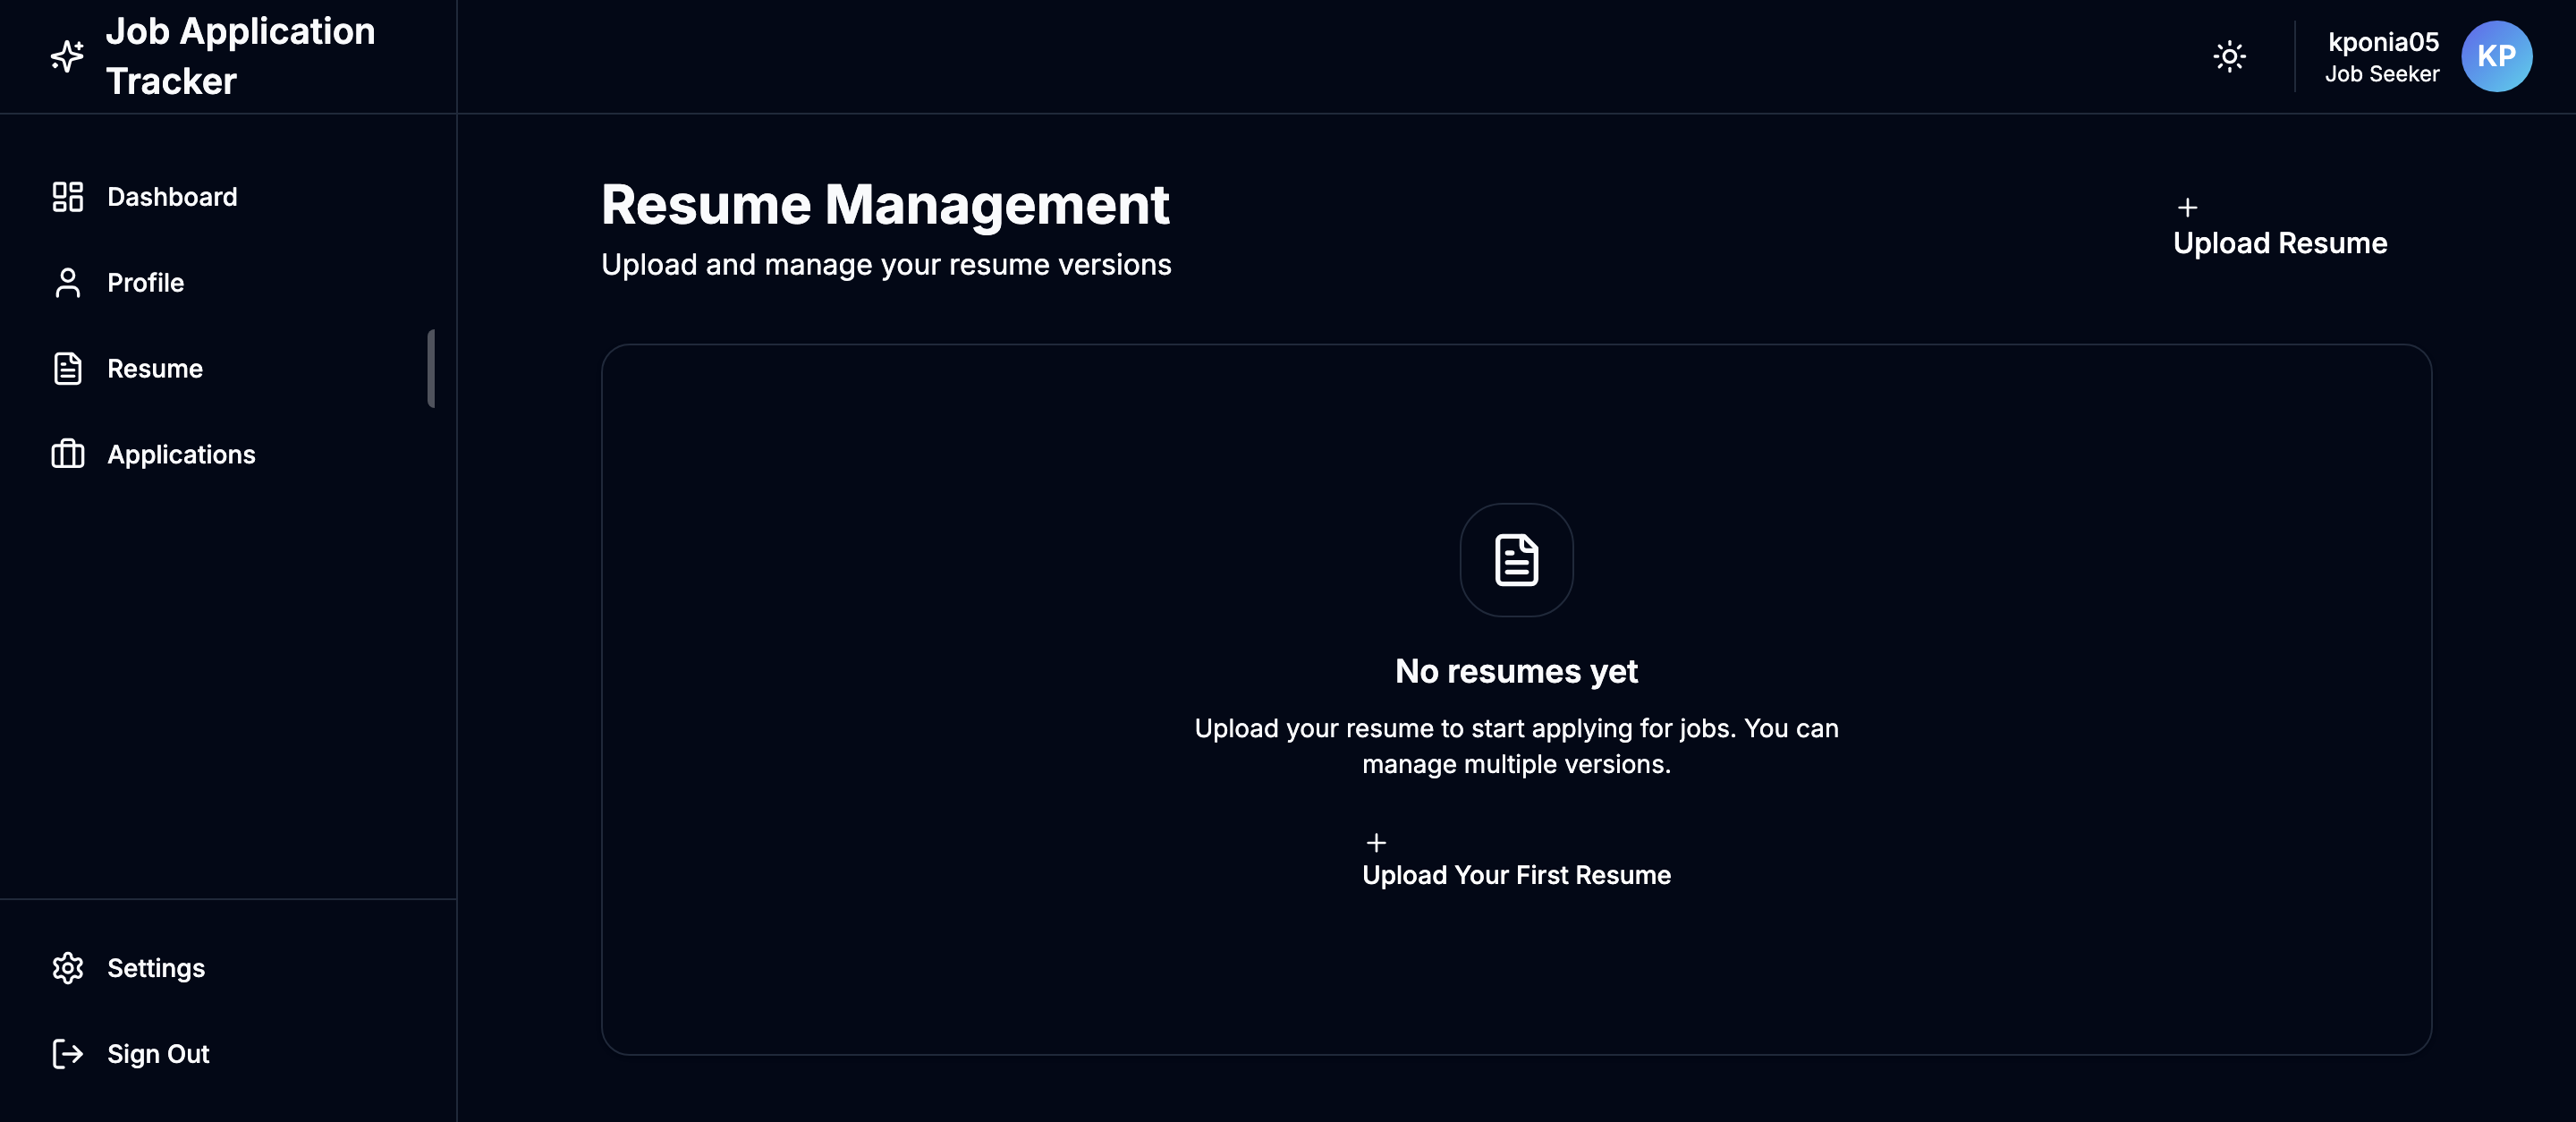 Job Application
Tracker
kponia05
Job Seeker
KP
Dashboard
Profile
Resume
Applications
Settings
Sign Out
Resume Management
Upload and manage your resume versions
Upload Resume
No resumes yet
Upload your resume to start applying for jobs. You can
manage multiple versions.
Upload Your First Resume